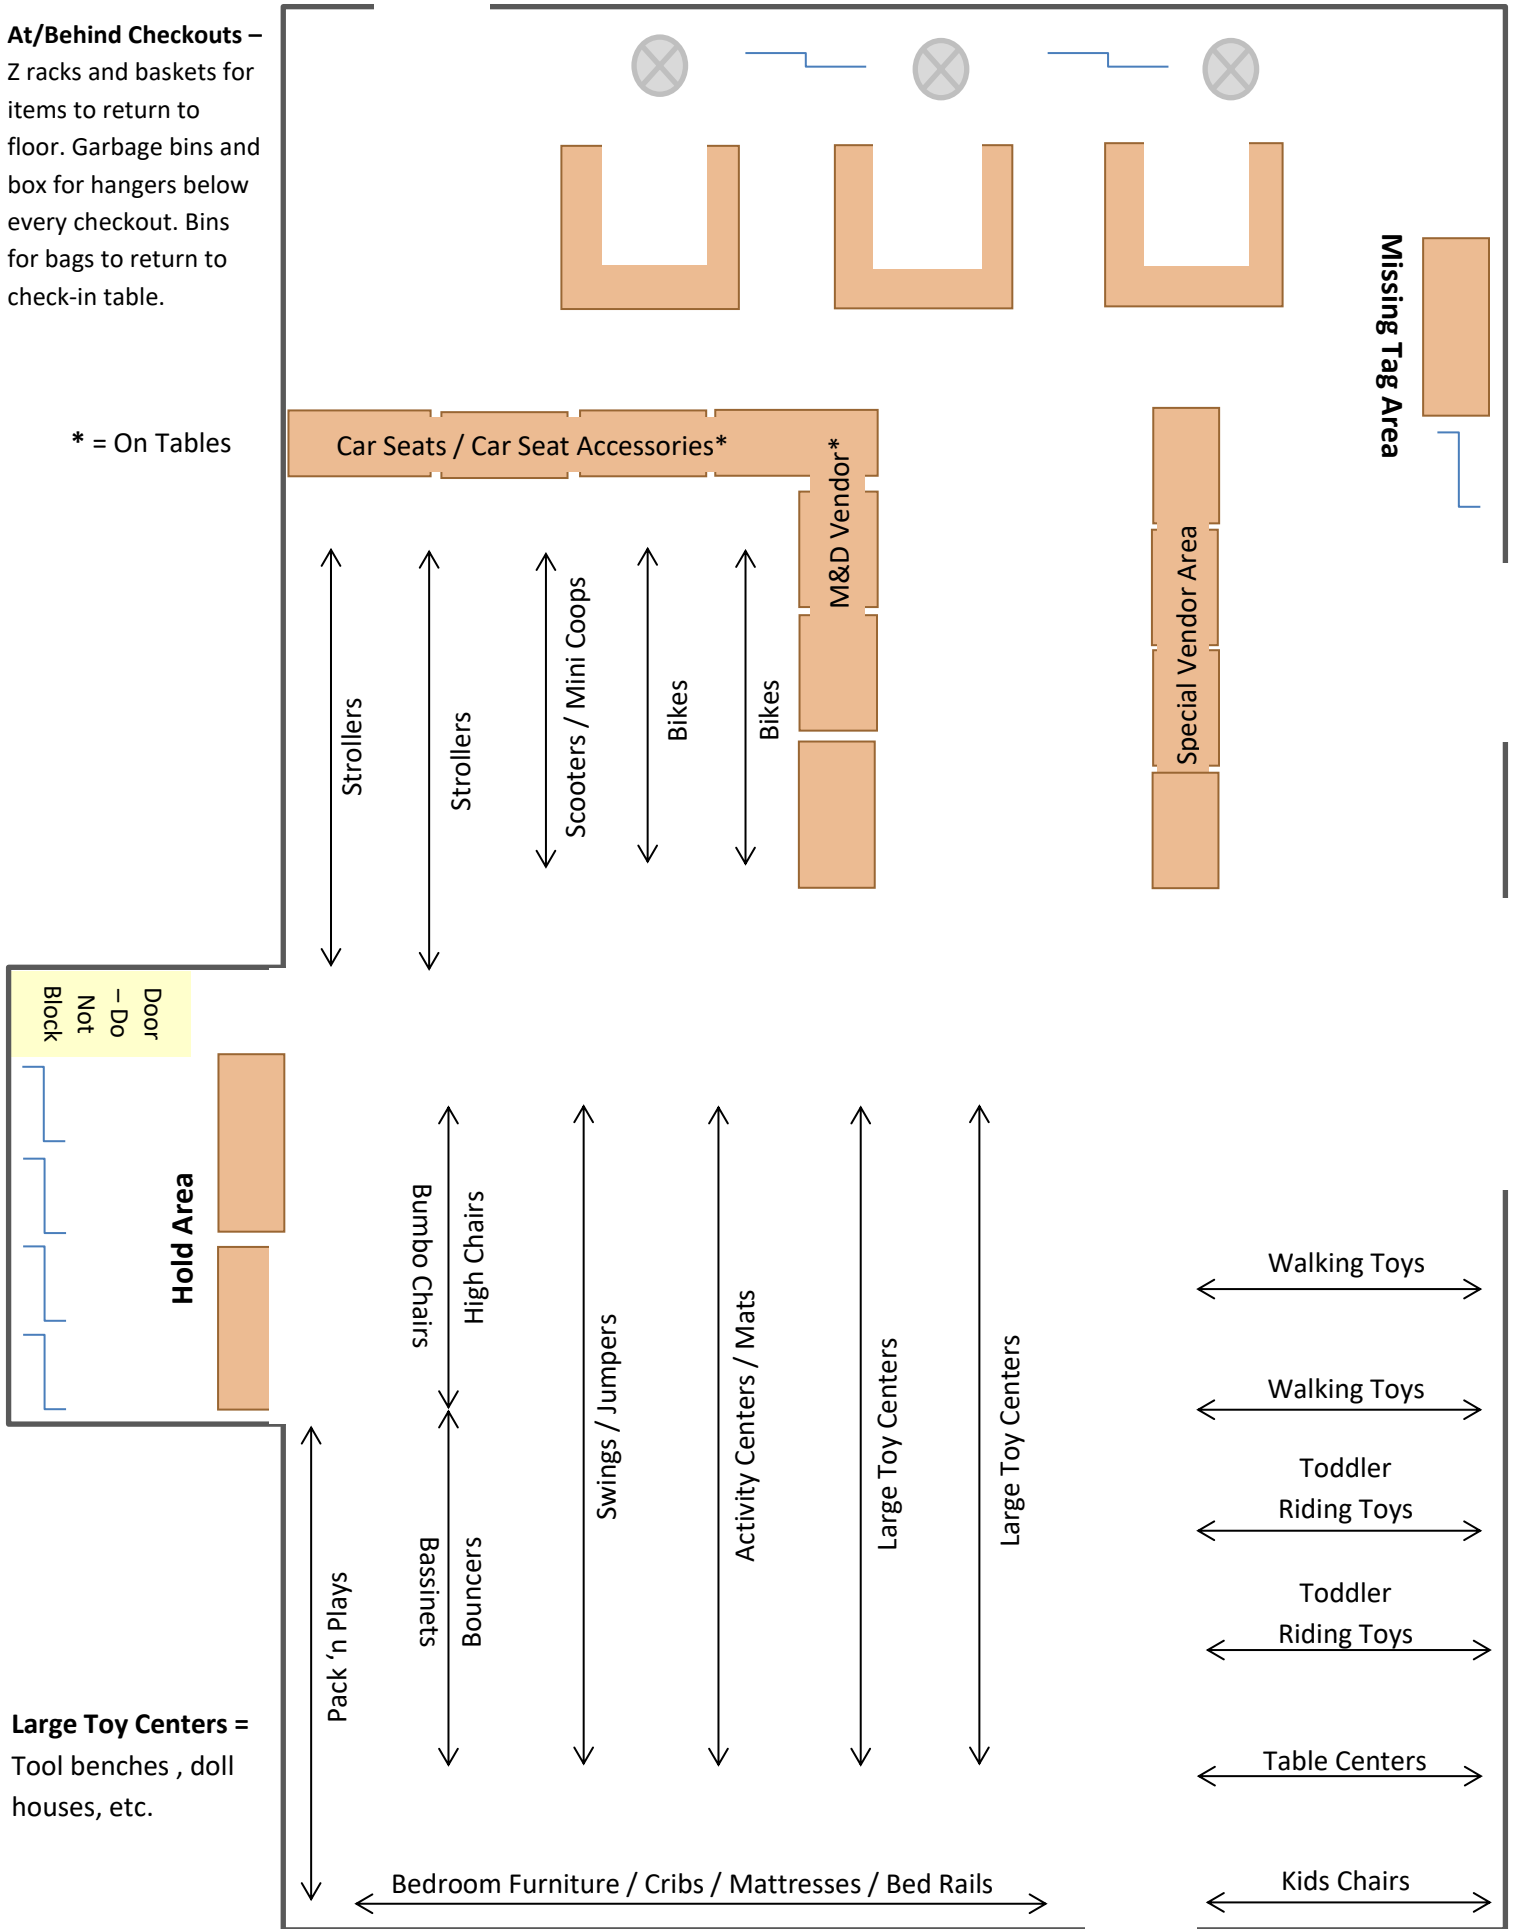 At/Behind Checkouts –
Z racks and baskets for
items to return to
floor. Garbage bins and
box for hangers below
every checkout. Bins
for bags to return to
check-in table.
Missing Tag Area
* = On Tables
Car Seats / Car Seat Accessories*
M&D Vendor*
Special Vendor Area
Strollers
Strollers
Scooters / Mini Coops
Bikes
Bikes
Door
– Do
Not
Block
Hold Area
Bumbo Chairs
High Chairs
Swings / Jumpers
Activity Centers / Mats
Large Toy Centers
Large Toy Centers
Walking Toys
Walking Toys
Toddler
Riding Toys
Toddler
Riding Toys
Pack ‘n Plays
Bassinets
Bouncers
Large Toy Centers =
Tool benches , doll
houses, etc.
Table Centers
Bedroom Furniture / Cribs / Mattresses / Bed Rails
Kids Chairs